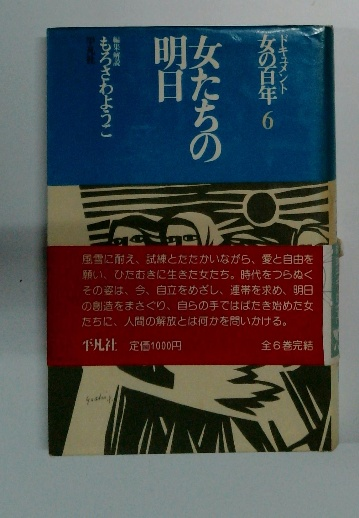 ドキュメント
女の百年 6
女たちの
明日
編集・解説
もろさわようこ
平凡社
風雪に耐え、試練とたたかいながら、愛と自由を
願い、ひたむきに生きた女たち。時代をつらぬく
その姿は、今、自立をめざし、連帯を求め、明日
の創造をまさぐり、自らの手ではばたき始めた女
たちに、人間の解放とは何かを問いかける。
平凡社 定価1000円 全6巻完結